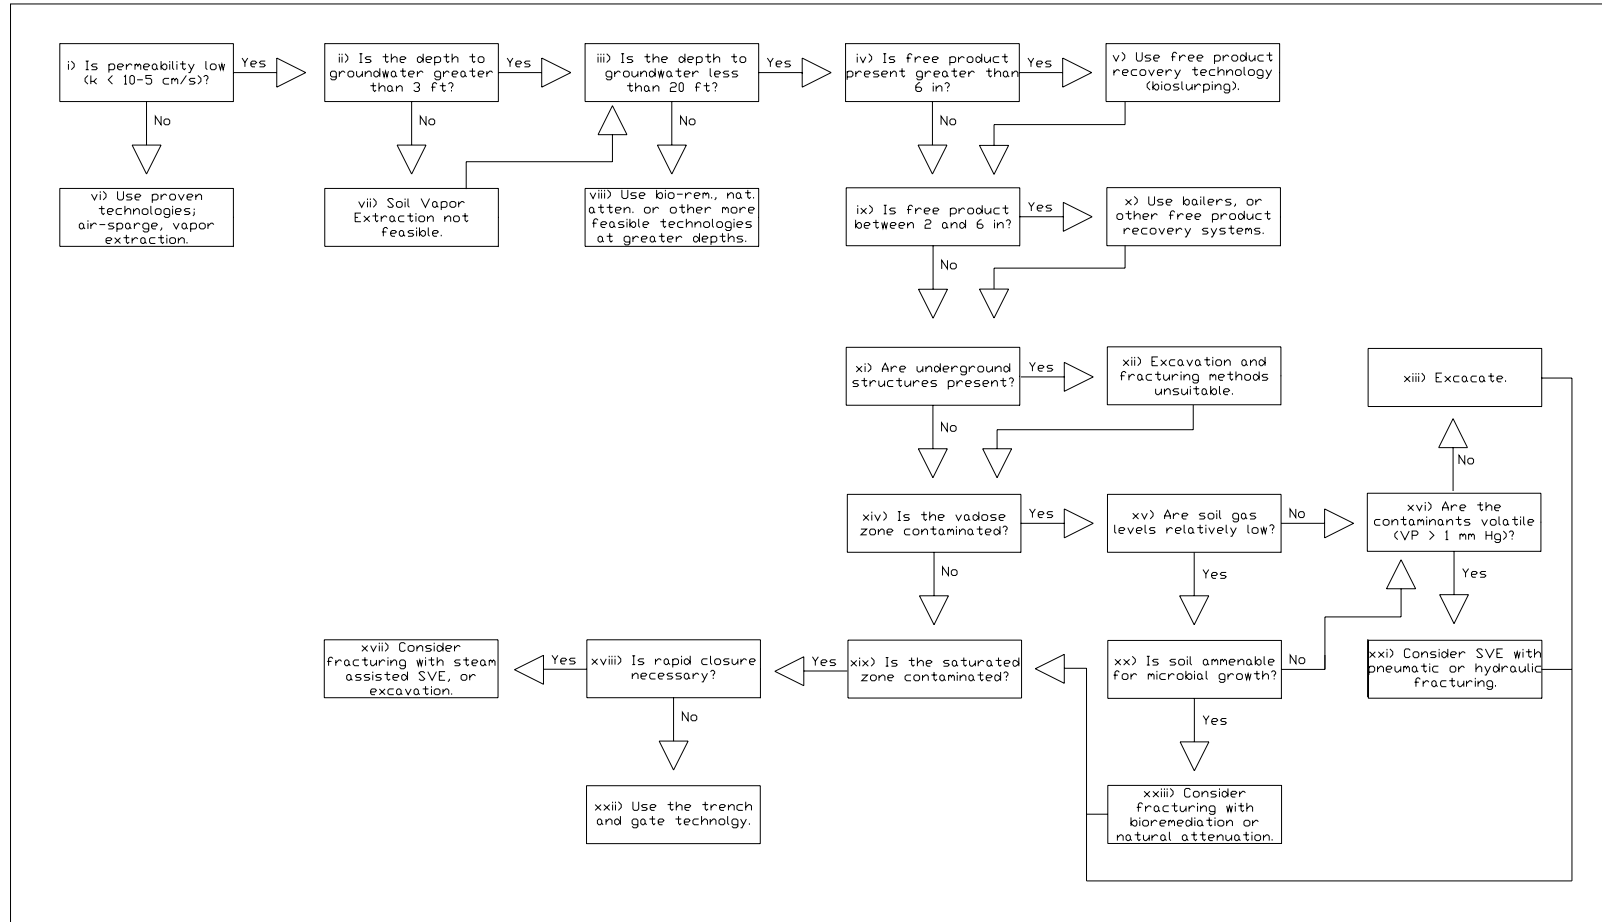 i) Is permeability low
(k < 10-5 cm/s)?
Yes
ii) Is the depth to
groundwater greater
than 3 ft?
Yes
iii) Is the depth to
groundwater less
than 20 ft?
Yes
iv) Is free product
present greater than
6 in?
Yes
v) Use free product
recovery technology
(bioslurping).
No
No
No
No
vi) Use proven
technologies;
air-sparge, vapor
extraction.
vii) Soil Vapor
Extraction not
feasible.
viii) Use bio-rem., nat.
atten. or other more
feasible technologies
at greater depths.
ix) Is free product
between 2 and 6 in?
Yes
x) Use bailers, or
other free product
recovery systems.
No
xi) Are underground
structures present?
Yes
xii) Excavation and
fracturing methods
unsuitable.
xiii) Excacate.
No
No
xiv) Is the vadose
zone contaminated?
Yes
xv) Are soil gas
levels relatively low?
No
xvi) Are the
contaminants volatile
(VP > 1 mm Hg)?
No
Yes
Yes
xvii) Consider
fracturing with steam
assisted SVE, or
excavation.
Yes
xviii) Is rapid closure
necessary?
Yes
xix) Is the saturated
zone contaminated?
xx) Is soil ammenable
for microbial growth?
No
xxi) Consider SVE with
pneumatic or hydraulic
fracturing.
No
Yes
xxii) Use the trench
and gate technolgy.
xxiii) Consider
fracturing with
bioremediation or
natural attenuation.